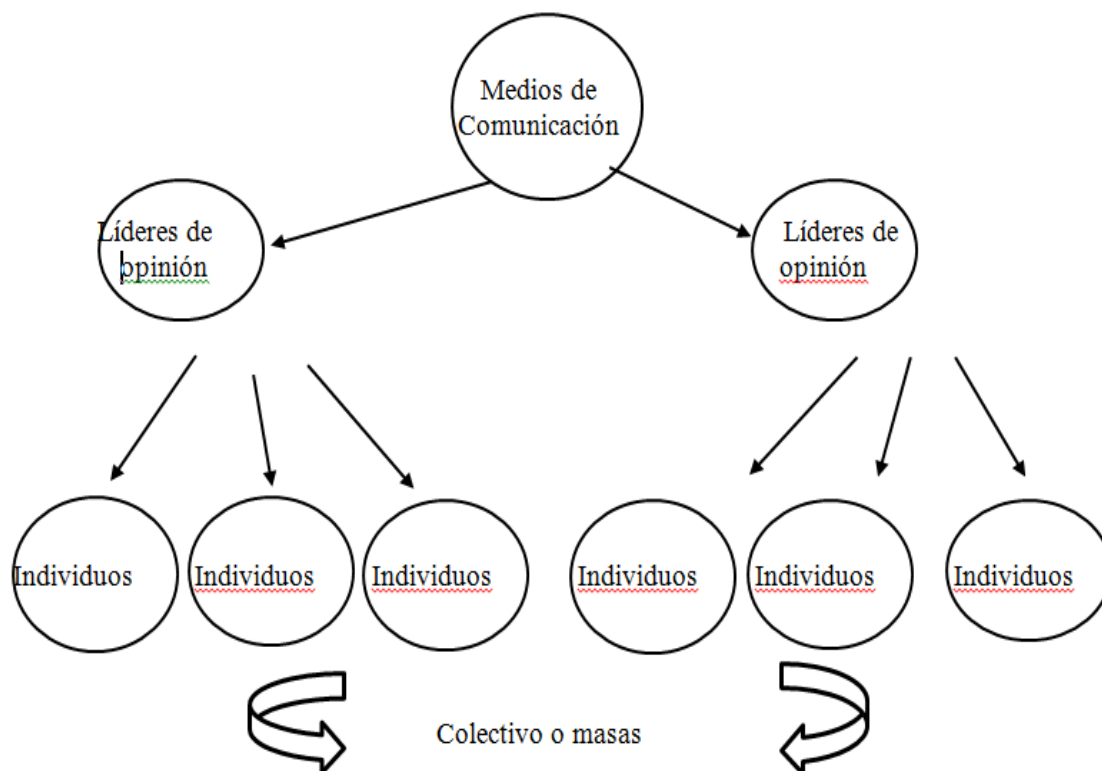 Medios de
Comunicación
Líderes de
opinión
Líderes de
opinión
Individuos
Individuos
Individuos
Individuos
Individuos
Individuos
Colectivo o masas